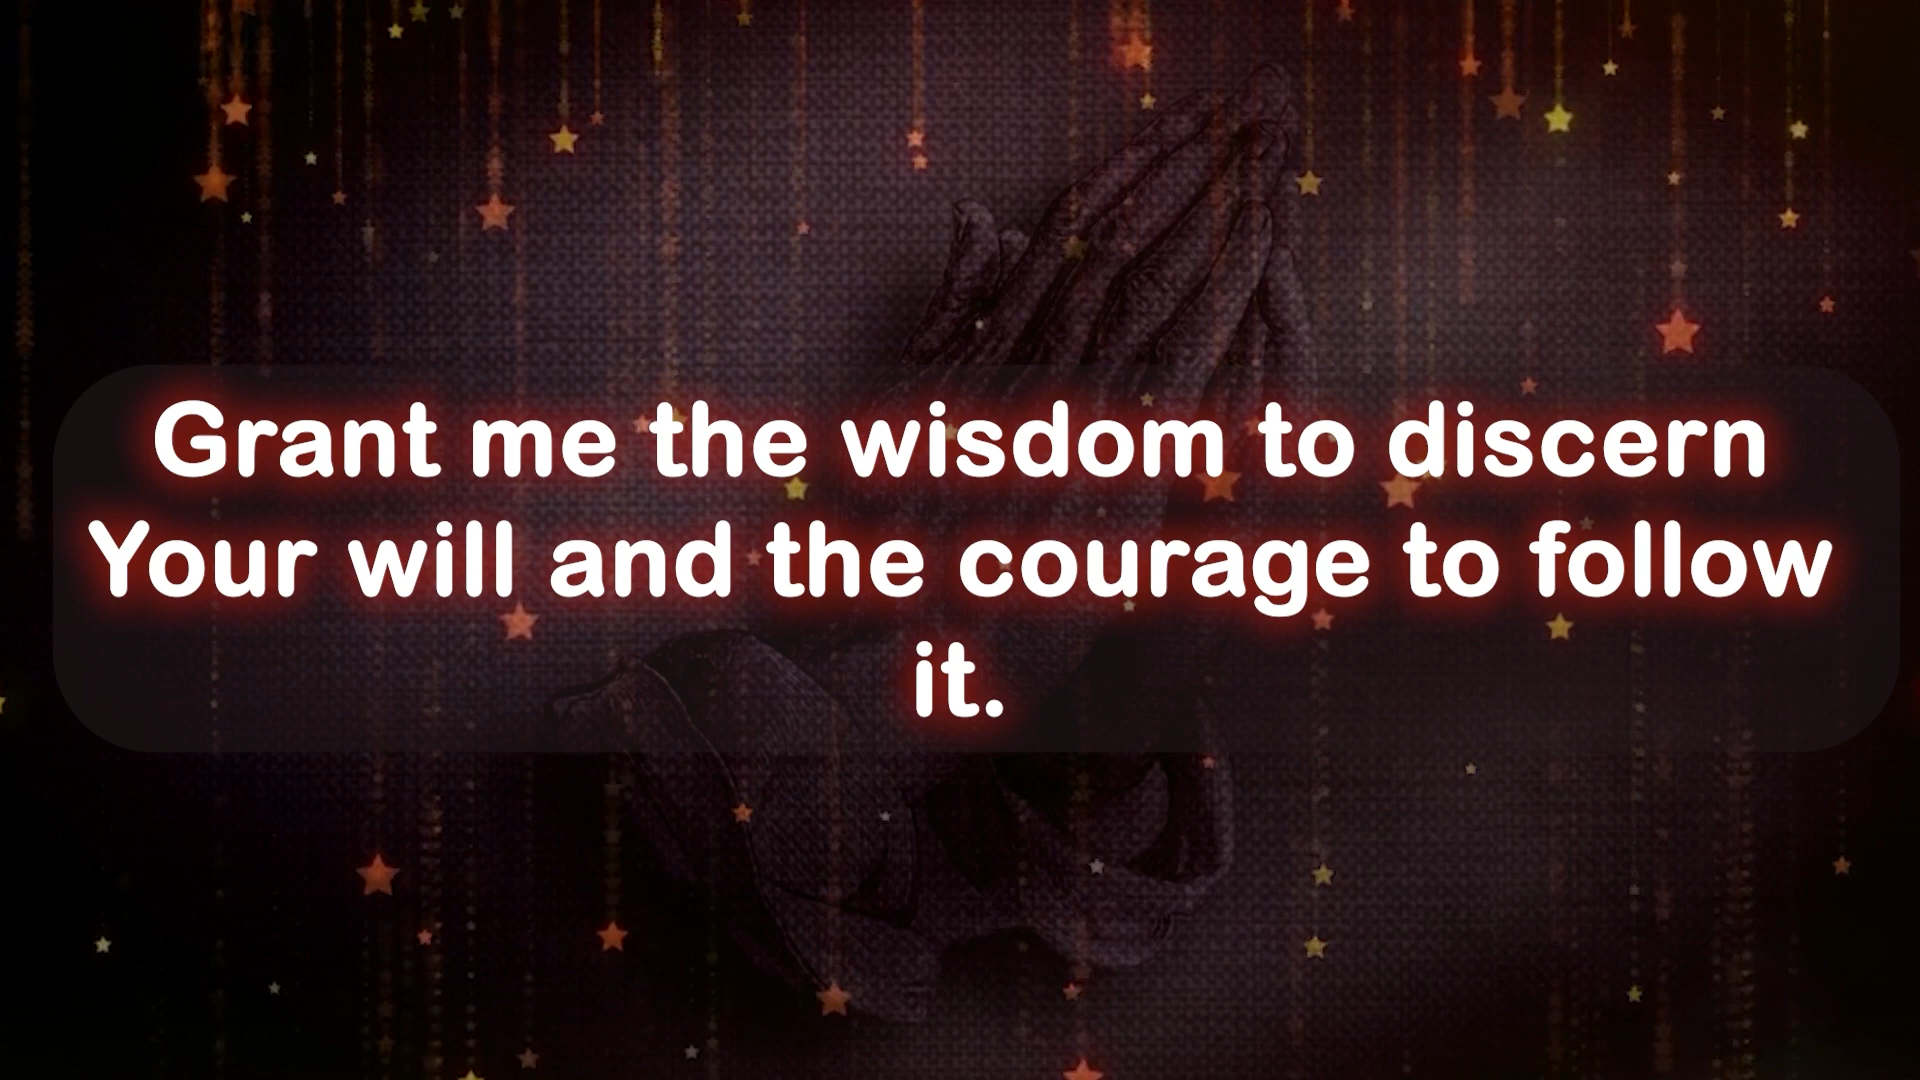 Grant me the wisdom to discern
Your will and the courage to follow
it.